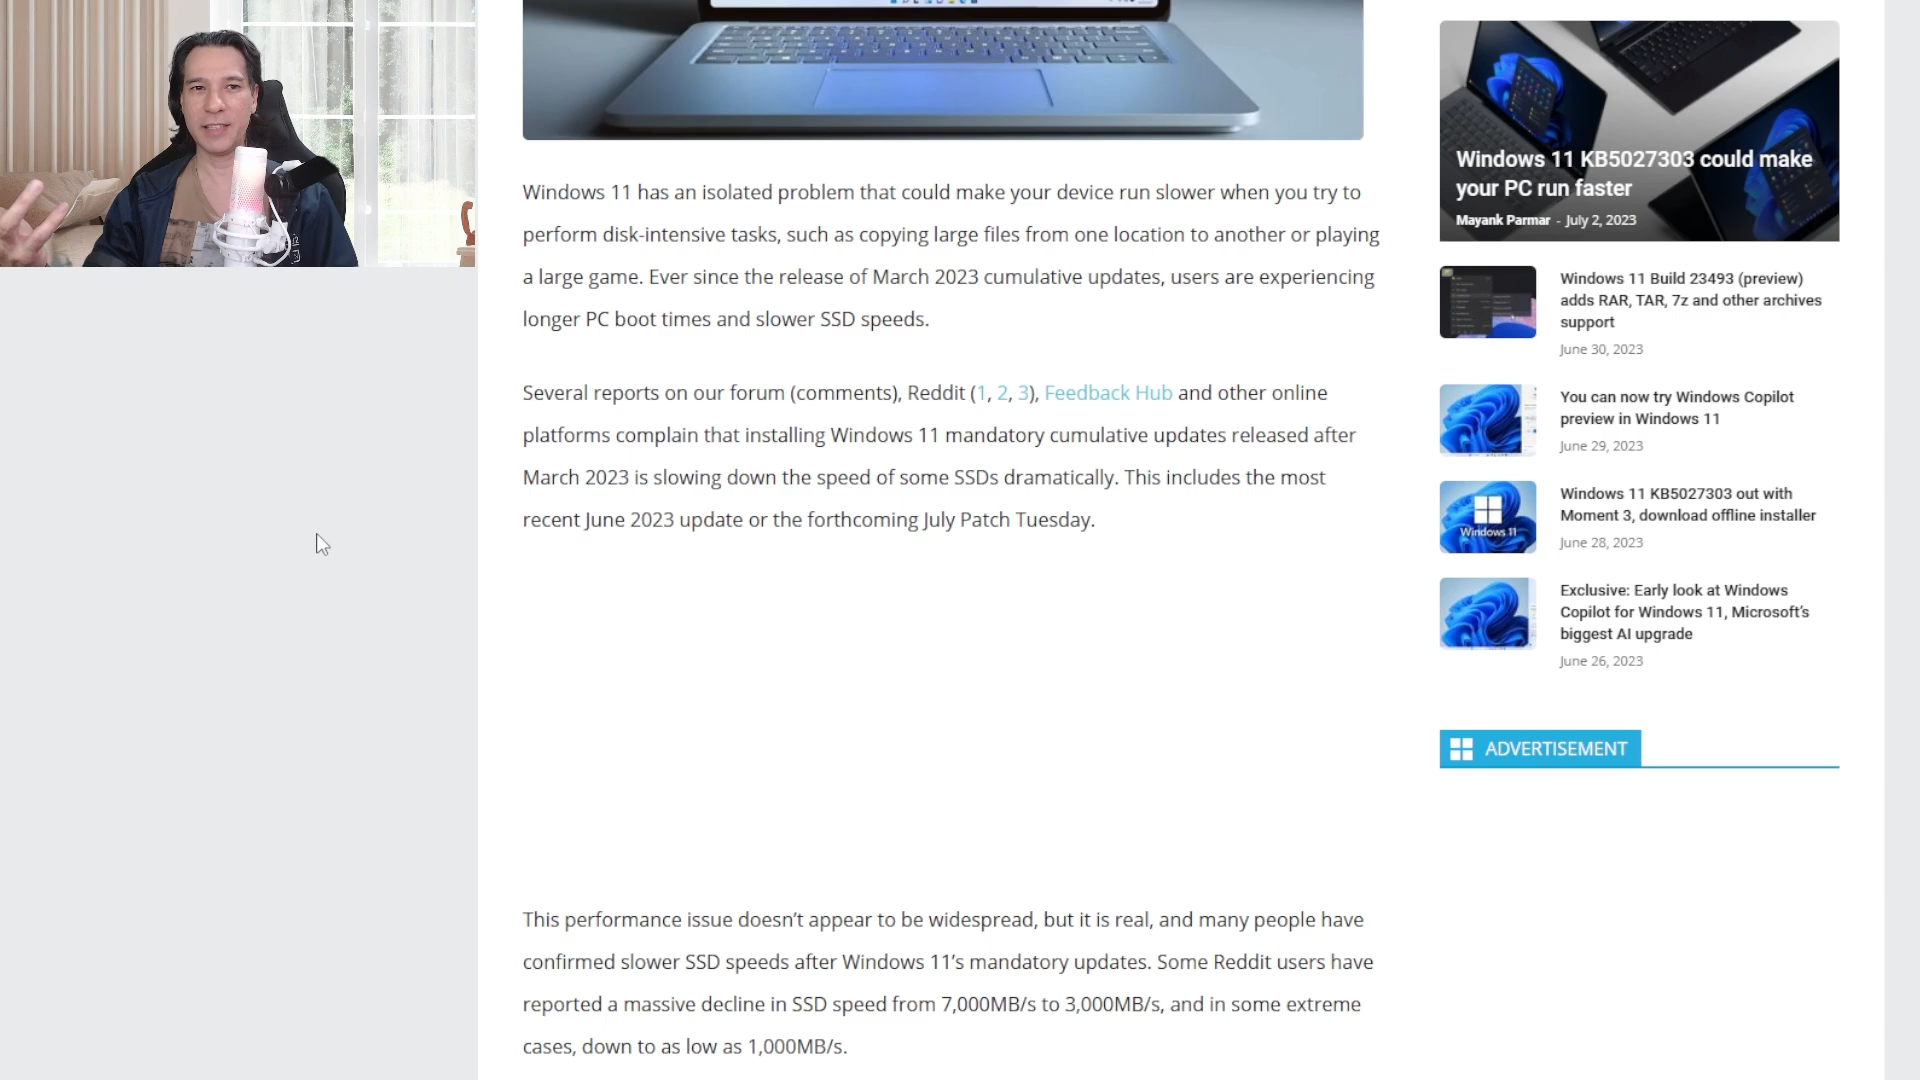 Windows 11 has an isolated problem that could make your device run slower when you try to
perform disk-intensive tasks, such as copying large files from one location to another or playing
a large game. Ever since the release of March 2023 cumulative updates, users are experiencing
longer PC boot times and slower SSD speeds.
Several reports on our forum (comments), Reddit (1, 2, 3), Feedback Hub and other online
platforms complain that installing Windows 11 mandatory cumulative updates released after
March 2023 is slowing down the speed of some SSDs dramatically. This includes the most
recent June 2023 update or the forthcoming July Patch Tuesday.
This performance issue doesn’t appear to be widespread, but it is real, and many people have
confirmed slower SSD speeds after Windows 11’s mandatory updates. Some Reddit users have
reported a massive decline in SSD speed from 7,000MB/s to 3,000MB/s, and in some extreme
cases, down to as low as 1,000MB/s.
Windows 11 KB5027303 could make
your PC run faster
Mayank Parmar - July 2, 2023
Windows 11 Build 23493 (preview)
adds RAR, TAR, 7z and other archives
support
June 30, 2023
You can now try Windows Copilot
preview in Windows 11
June 29, 2023
Windows 11
Windows 11 KB5027303 out with
Moment 3, download offline installer
June 28, 2023
Exclusive: Early look at Windows
Copilot for Windows 11, Microsoft’s
biggest AI upgrade
June 26, 2023
ADVERTISEMENT